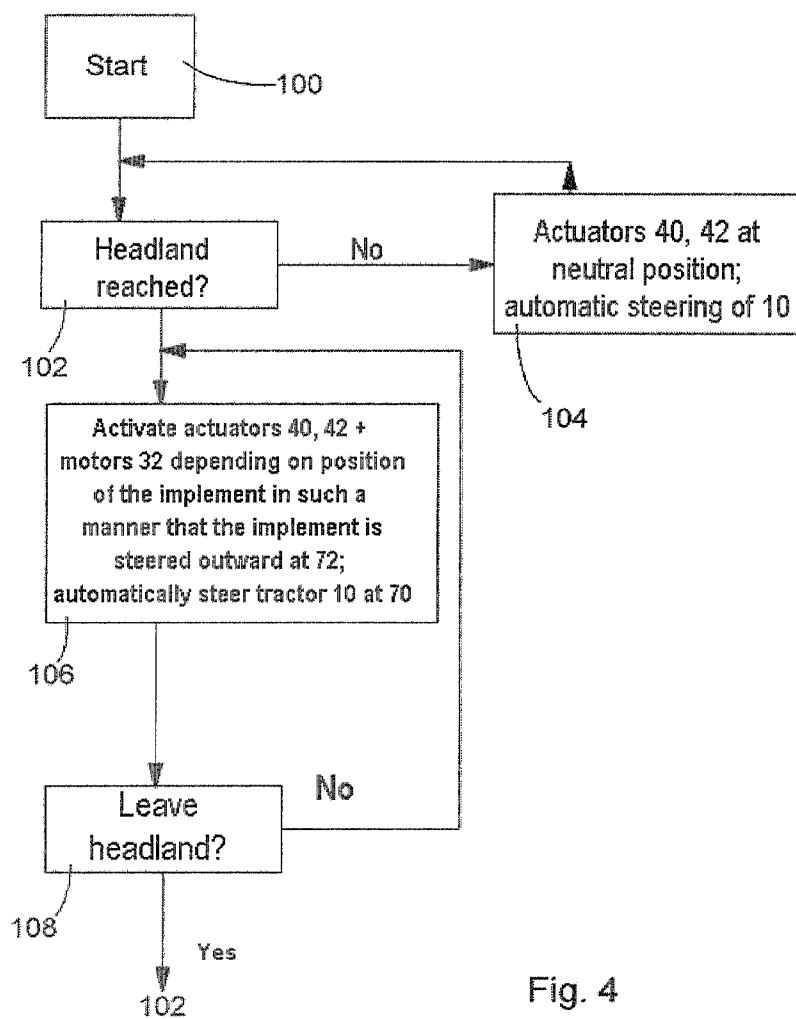 Start
100
Headland
reached?
No
102
Actuators 40, 42 at
neutral position;
automatic steering of 10
104
Activate actuators 40, 42 +
motors 32 depending on position
of the implement in such a
manner that the implement is
steered outward at 72;
automatically steer tractor 10 at 70
106
Leave
headland?
No
108
Yes
102
Fig. 4